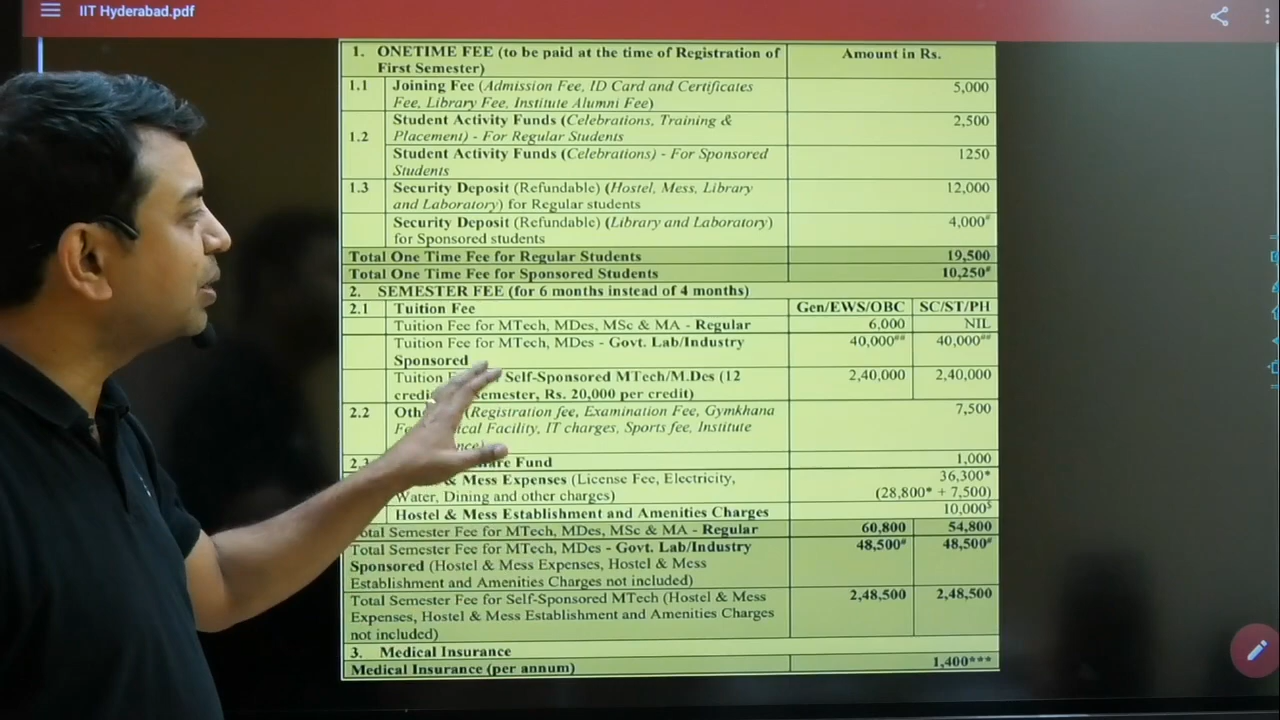 IIT Hyderabad.pdf
1. ONETIME FEE (to be paid at the time of Registration of Amount in Rs.
First Semester)
1.1 Joining Fee (Admission Fee, ID Card and Certificates 5,000
Fee, Library Fee, Institute Alumni Fee)
Student Activity Funds (Celebrations, Training & 2,500
1.2 Placement) - For Regular Students
Student Activity Funds (Celebrations) - For Sponsored 1250
Students
1.3 Security Deposit (Refundable) (Hostel, Mess, Library 12,000
and Laboratory) for Regular students
Security Deposit (Refundable) (Library and Laboratory) 4,000#
for Sponsored students
Total One Time Fee for Regular Students 19,500
Total One Time Fee for Sponsored Students 10,250#
2. SEMESTER FEE (for 6 months instead of 4 months)
2.1 Tuition Fee Gen/EWS/OBC SC/ST/PH
Tuition Fee for MTech, MDes, MSc & MA - Regular 6,000 NIL
Tuition Fee for MTech, MDes - Govt. Lab/Industry 40,000## 40,000##
Sponsored
Tuition Self-Sponsored MTech/M.Des (12 2,40,000 2,40,000
semester, Rs. 20,000 per credit)
2.2 (Registration fee, Examination Fee, Gymkhana 7,500
Facility, IT charges, Sports fee, Institute
Fund 1,000
& Mess Expenses (License Fee, Electricity, 36,300*
Water, Dining and other charges) (28,800* + 7,500)
Hostel & Mess Establishment and Amenities Charges 10,000$
Total Semester Fee for MTech, MDes, MSc & MA - Regular 60,800 54,800
Total Semester Fee for MTech, MDes - Govt. Lab/Industry 48,500# 48,500#
Sponsored (Hostel & Mess Expenses, Hostel & Mess
Establishment and Amenities Charges not included)
Total Semester Fee for Self-Sponsored MTech (Hostel & Mess 2,48,500 2,48,500
Expenses, Hostel & Mess Establishment and Amenities Charges
not included)
3. Medical Insurance
Medical Insurance (per annum) 1,400***